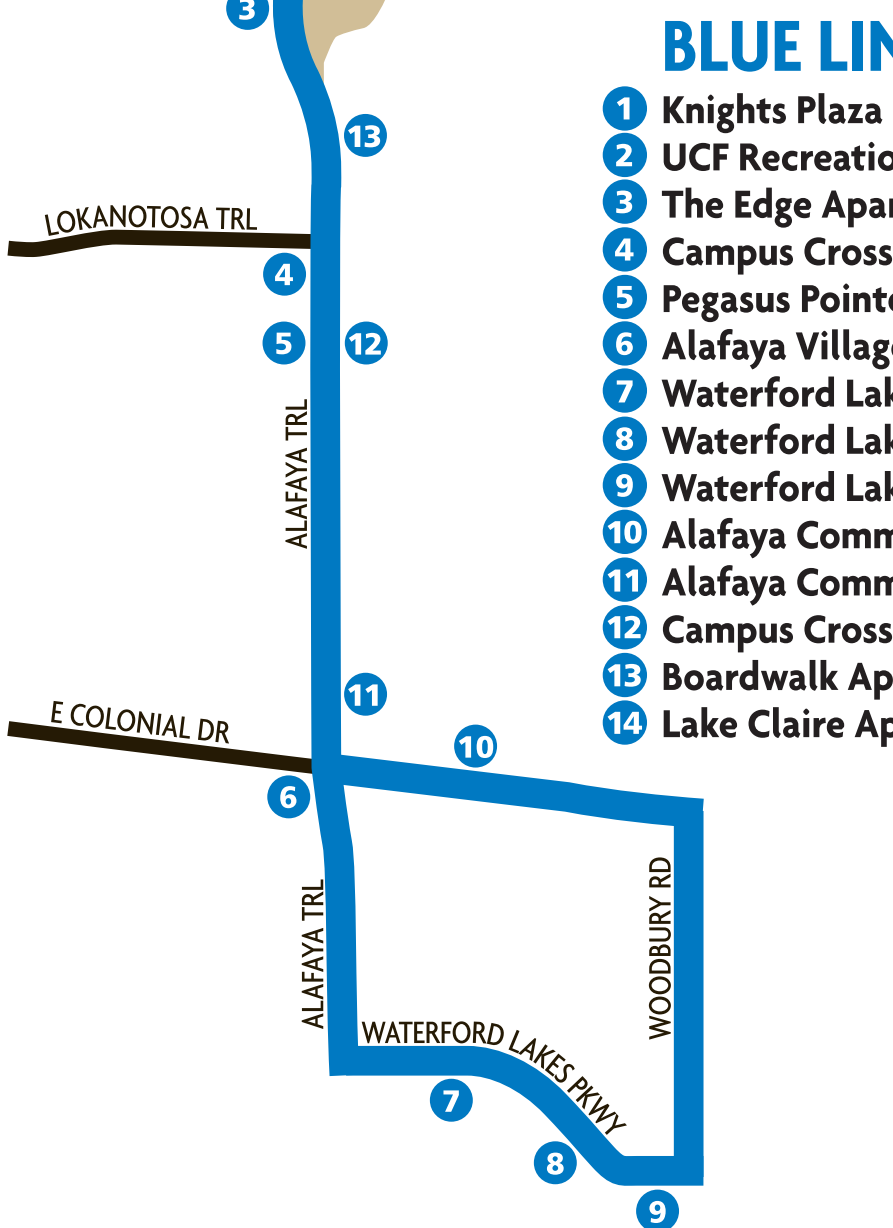 BLUE LIN
1 Knights Plaza
2 UCF Recreatio
3 The Edge Apar
4 Campus Cross
5 Pegasus Pointe
6 Alafaya Village
7 Waterford Lak
8 Waterford Lak
9 Waterford Lak
10 Alafaya Comm
11 Alafaya Comm
12 Campus Cross
13 Boardwalk Ap
14 Lake Claire Ap
3
13
LOKANOTOSA TRL
4
5
12
ALAFAYA TRL
11
E COLONIAL DR
10
6
ALAFAYA TRL
WOODBURY RD
WATERFORD LAKES PKWY
7
8
9